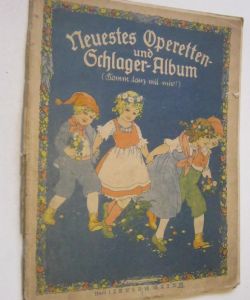 Neuestes Operetten-
und
Schlager-Album
(Komm tanz mit mir!)